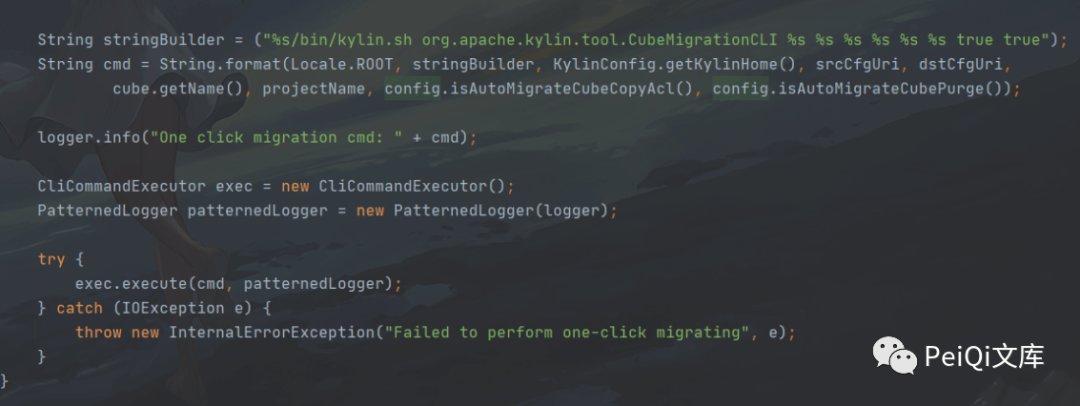 String stringBuilder = ("%s/bin/kylin.sh org.apache.kylin.tool.CubeMigrationCLI %s %s %s %s %s %s true true");
String cmd = String.format(Locale.ROOT, stringBuilder, KylinConfig.getKylinHome(), srcCfgUri, dstCfgUri,
cube.getName(), projectName, config.isAutoMigrateCubeCopyAcl(), config.isAutoMigrateCubePurge());
logger.info("One click migration cmd: " + cmd);
CliCommandExecutor exec = new CliCommandExecutor();
PatternedLogger patternedLogger = new PatternedLogger(logger);
try {
exec.execute(cmd, patternedLogger);
} catch (IOException e) {
throw new InternalErrorException("Failed to perform one-click migrating", e);
}
}
PeiQi文库